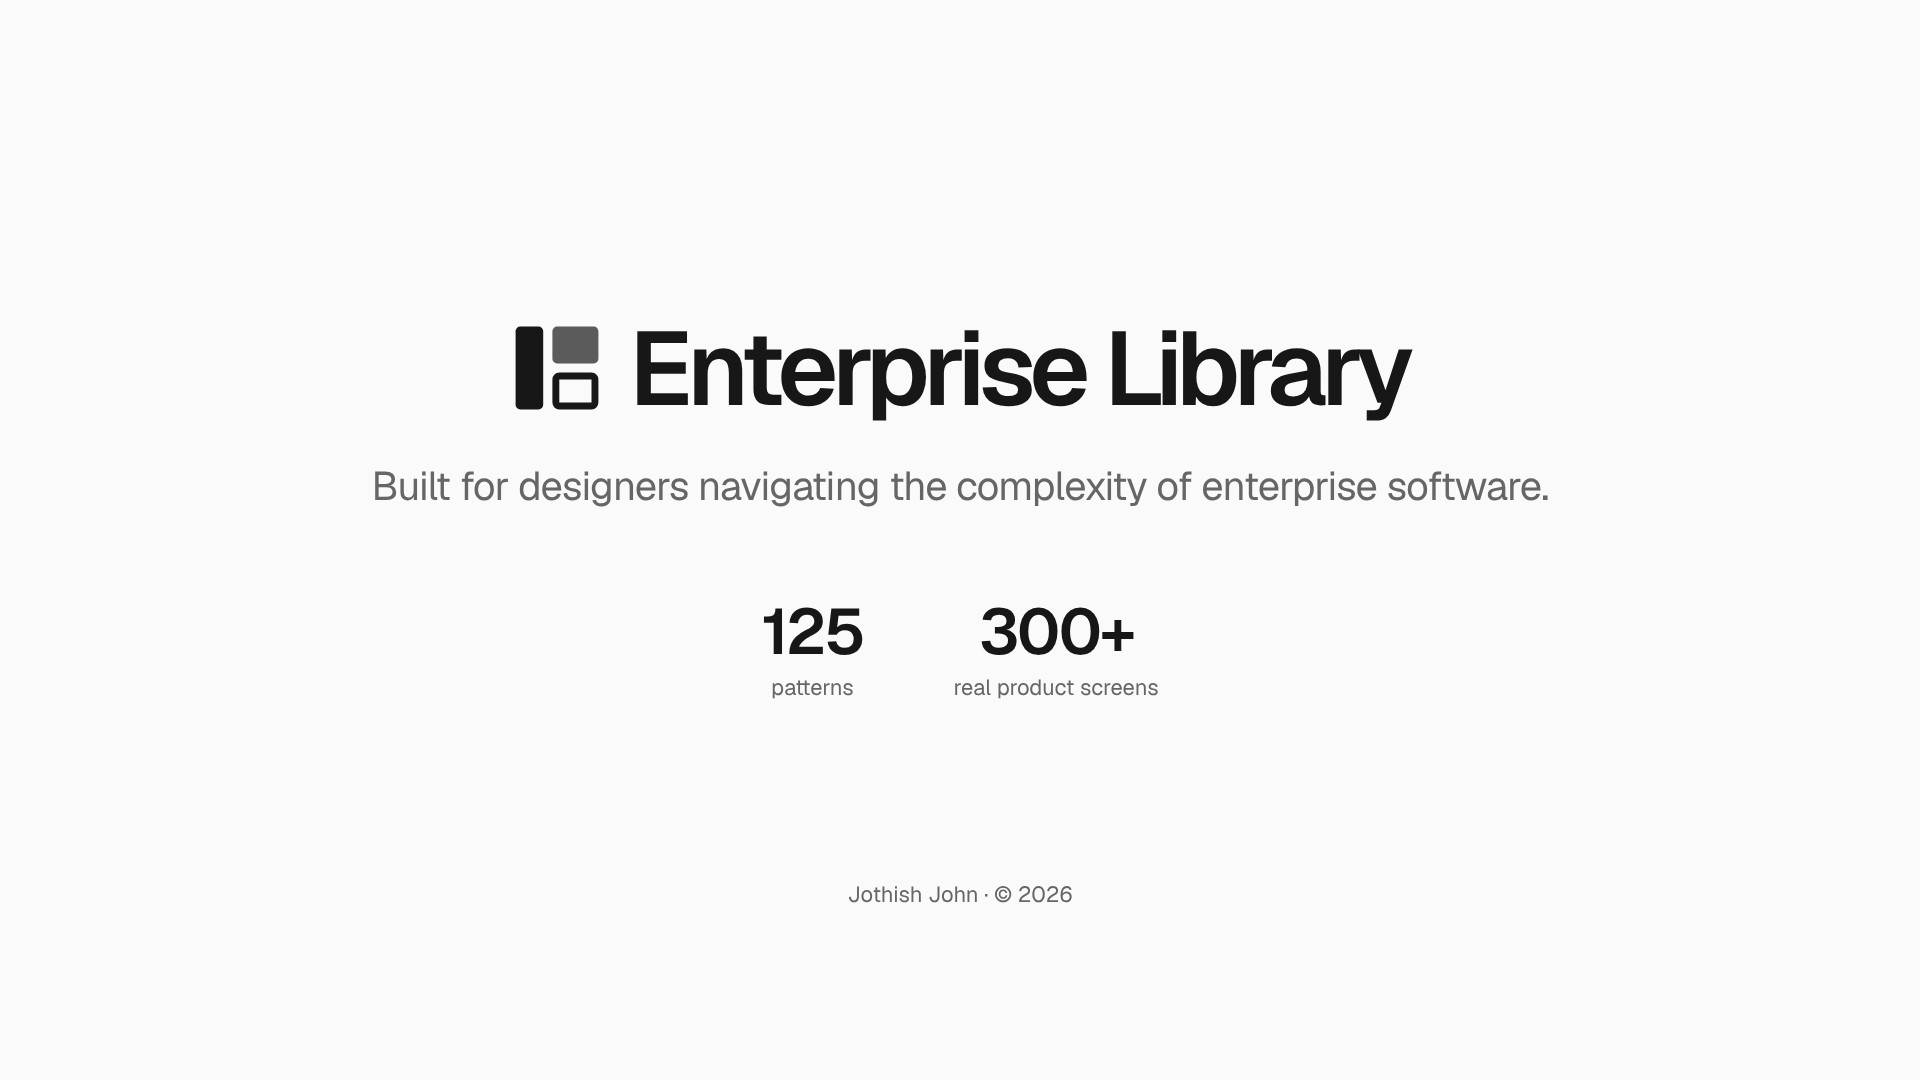 Enterprise Library
Built for designers navigating the complexity of enterprise software.
125
patterns
300+
real product screens
Jothish John · © 2026